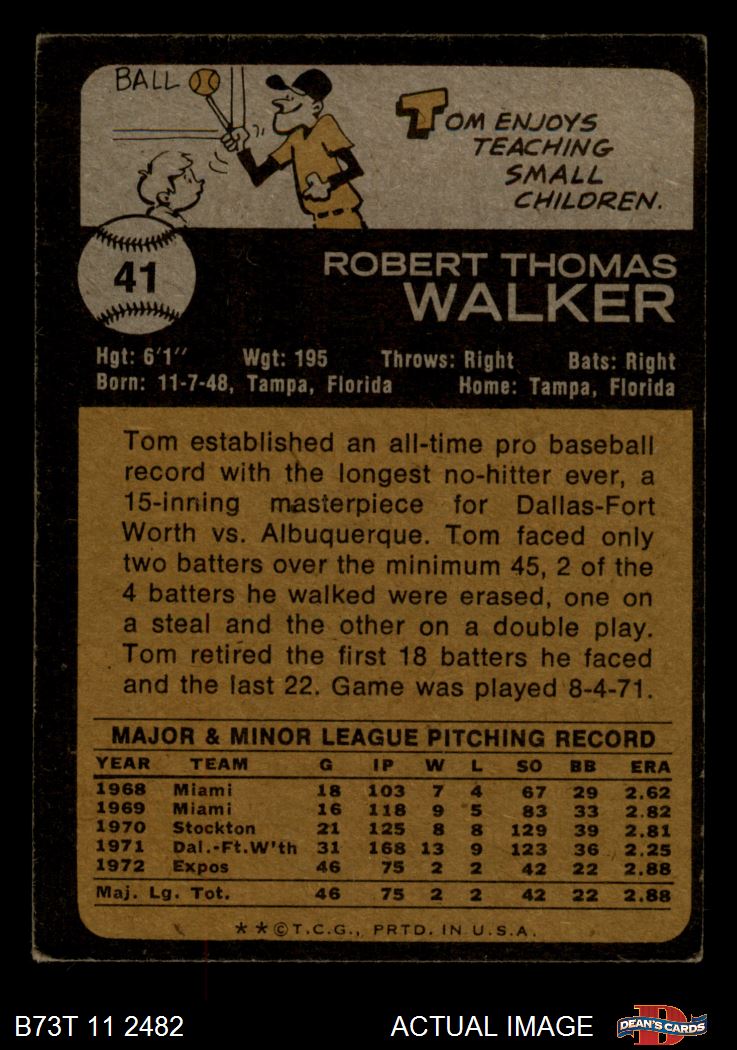 BALL
TOM ENJOYS
TEACHING
SMALL
CHILDREN.
41
ROBERT THOMAS
WALKER
Hgt: 6'1" Wgt: 195 Throws: Right Bats: Right
Born: 11-7-48, Tampa, Florida Home: Tampa, Florida
Tom established an all-time pro baseball
record with the longest no-hitter ever, a
15-inning masterpiece for Dallas-Fort
Worth vs. Albuquerque. Tom faced only
two batters over the minimum 45, 2 of the
4 batters he walked were erased, one on
a steal and the other on a double play.
Tom retired the first 18 batters he faced
and the last 22. Game was played 8-4-71.
MAJOR & MINOR LEAGUE PITCHING RECORD
YEAR TEAM G IP W L SO BB ERA
1968 Miami 18 103 7 4 67 29 2.62
1969 Miami 16 118 9 5 83 33 2.82
1970 Stockton 21 125 8 8 129 39 2.81
1971 Dal.-Ft.W'th 31 168 13 9 123 36 2.25
1972 Expos 46 75 2 2 42 22 2.88
Maj. Lg. Tot. 46 75 2 2 42 22 2.88
**©T.C.G., PRTD. IN U.S.A.
B73T 11 2482 ACTUAL IMAGE D DEAN'S CARDS